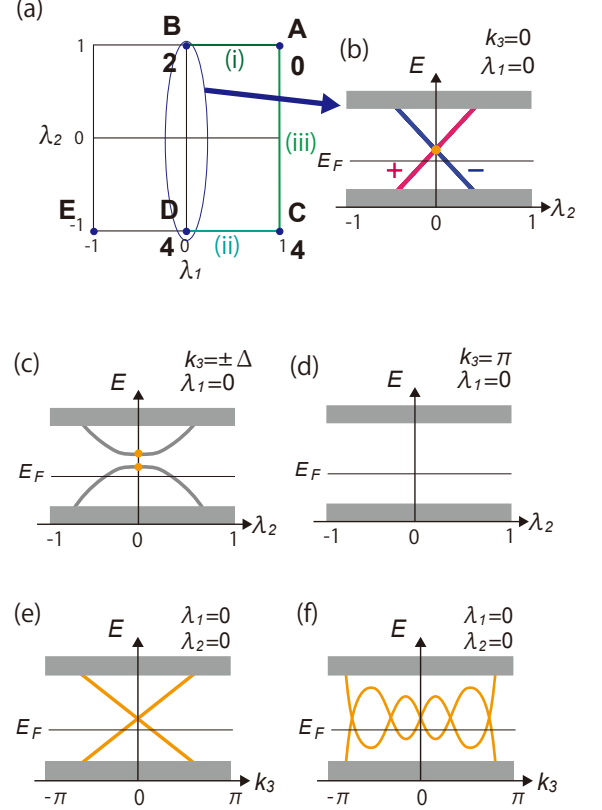 (a)
B
A
1
2
(i)
0
λ2
0
(iii)
E
D
C
-1
-1
0
1
4
(ii)
4
λ1
(b)
k3=0
λ1=0
E
EF
+
−
-1
0
1
λ2
(c)
k3=±Δ
λ1=0
E
EF
-1
0
1
λ2
(d)
k3=π
λ1=0
E
EF
-1
0
1
λ2
(e)
λ1=0
λ2=0
E
EF
-π
0
π
k3
(f)
λ1=0
λ2=0
E
EF
-π
0
π
k3